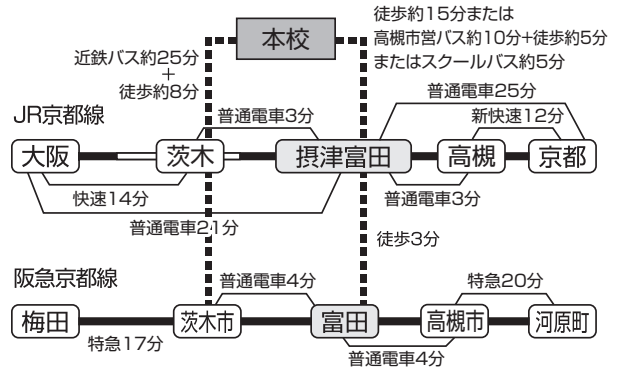 本校
徒歩約15分または
高槻市営バス約10分+徒歩約5分
またはスクールバス約5分
近鉄バス約25分
+
徒歩約8分
JR京都線
普通電車3分
普通電車25分
新快速12分
大阪
茨木
摂津富田
高槻
京都
快速14分
普通電車3分
普通電車21分
徒歩3分
阪急京都線
普通電車4分
特急20分
梅田
茨木市
富田
高槻市
河原町
特急17分
普通電車4分